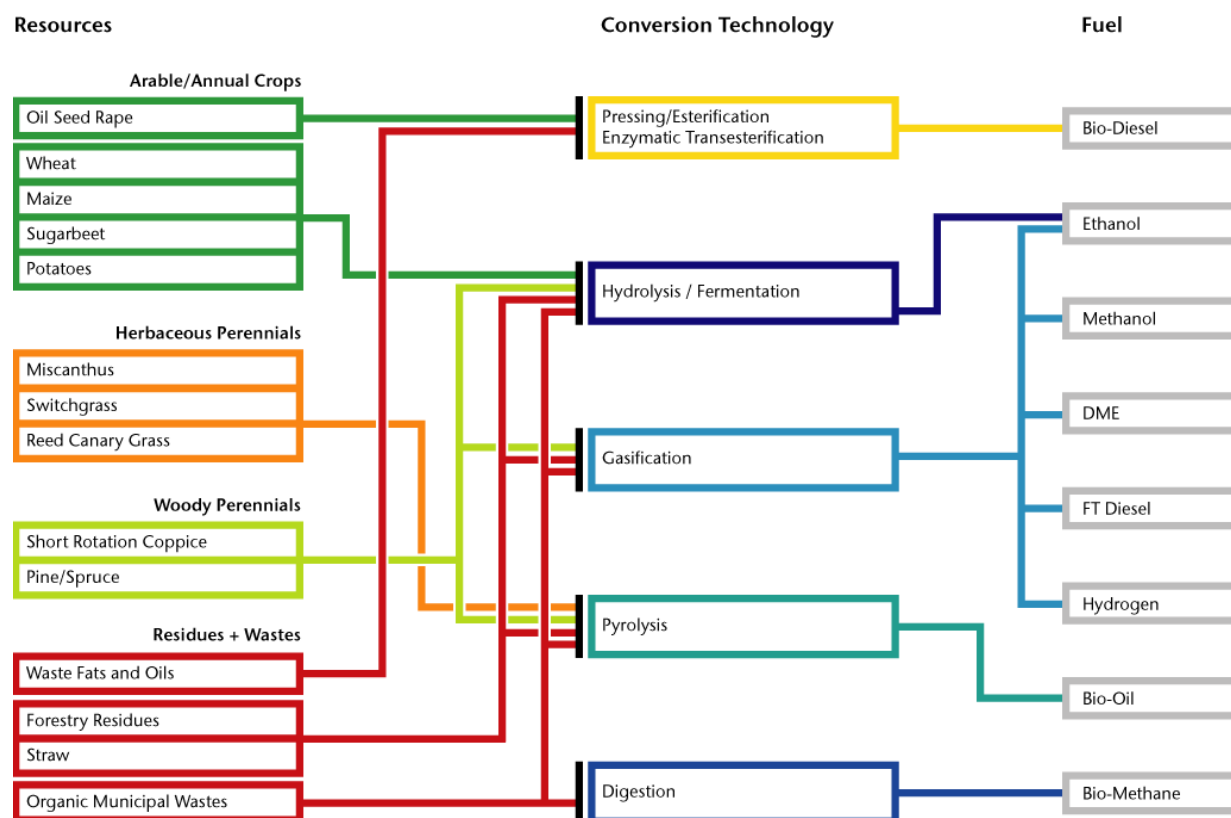 Resources
Conversion Technology
Fuel
Arable/Annual Crops
Oil Seed Rape
Wheat
Maize
Sugarbeet
Potatoes
Herbaceous Perennials
Miscanthus
Switchgrass
Reed Canary Grass
Woody Perennials
Short Rotation Coppice
Pine/Spruce
Residues + Wastes
Waste Fats and Oils
Forestry Residues
Straw
Organic Municipal Wastes
Pressing/Esterification
Enzymatic Transesterification
Hydrolysis / Fermentation
Gasification
Pyrolysis
Digestion
Bio-Diesel
Ethanol
Methanol
DME
FT Diesel
Hydrogen
Bio-Oil
Bio-Methane